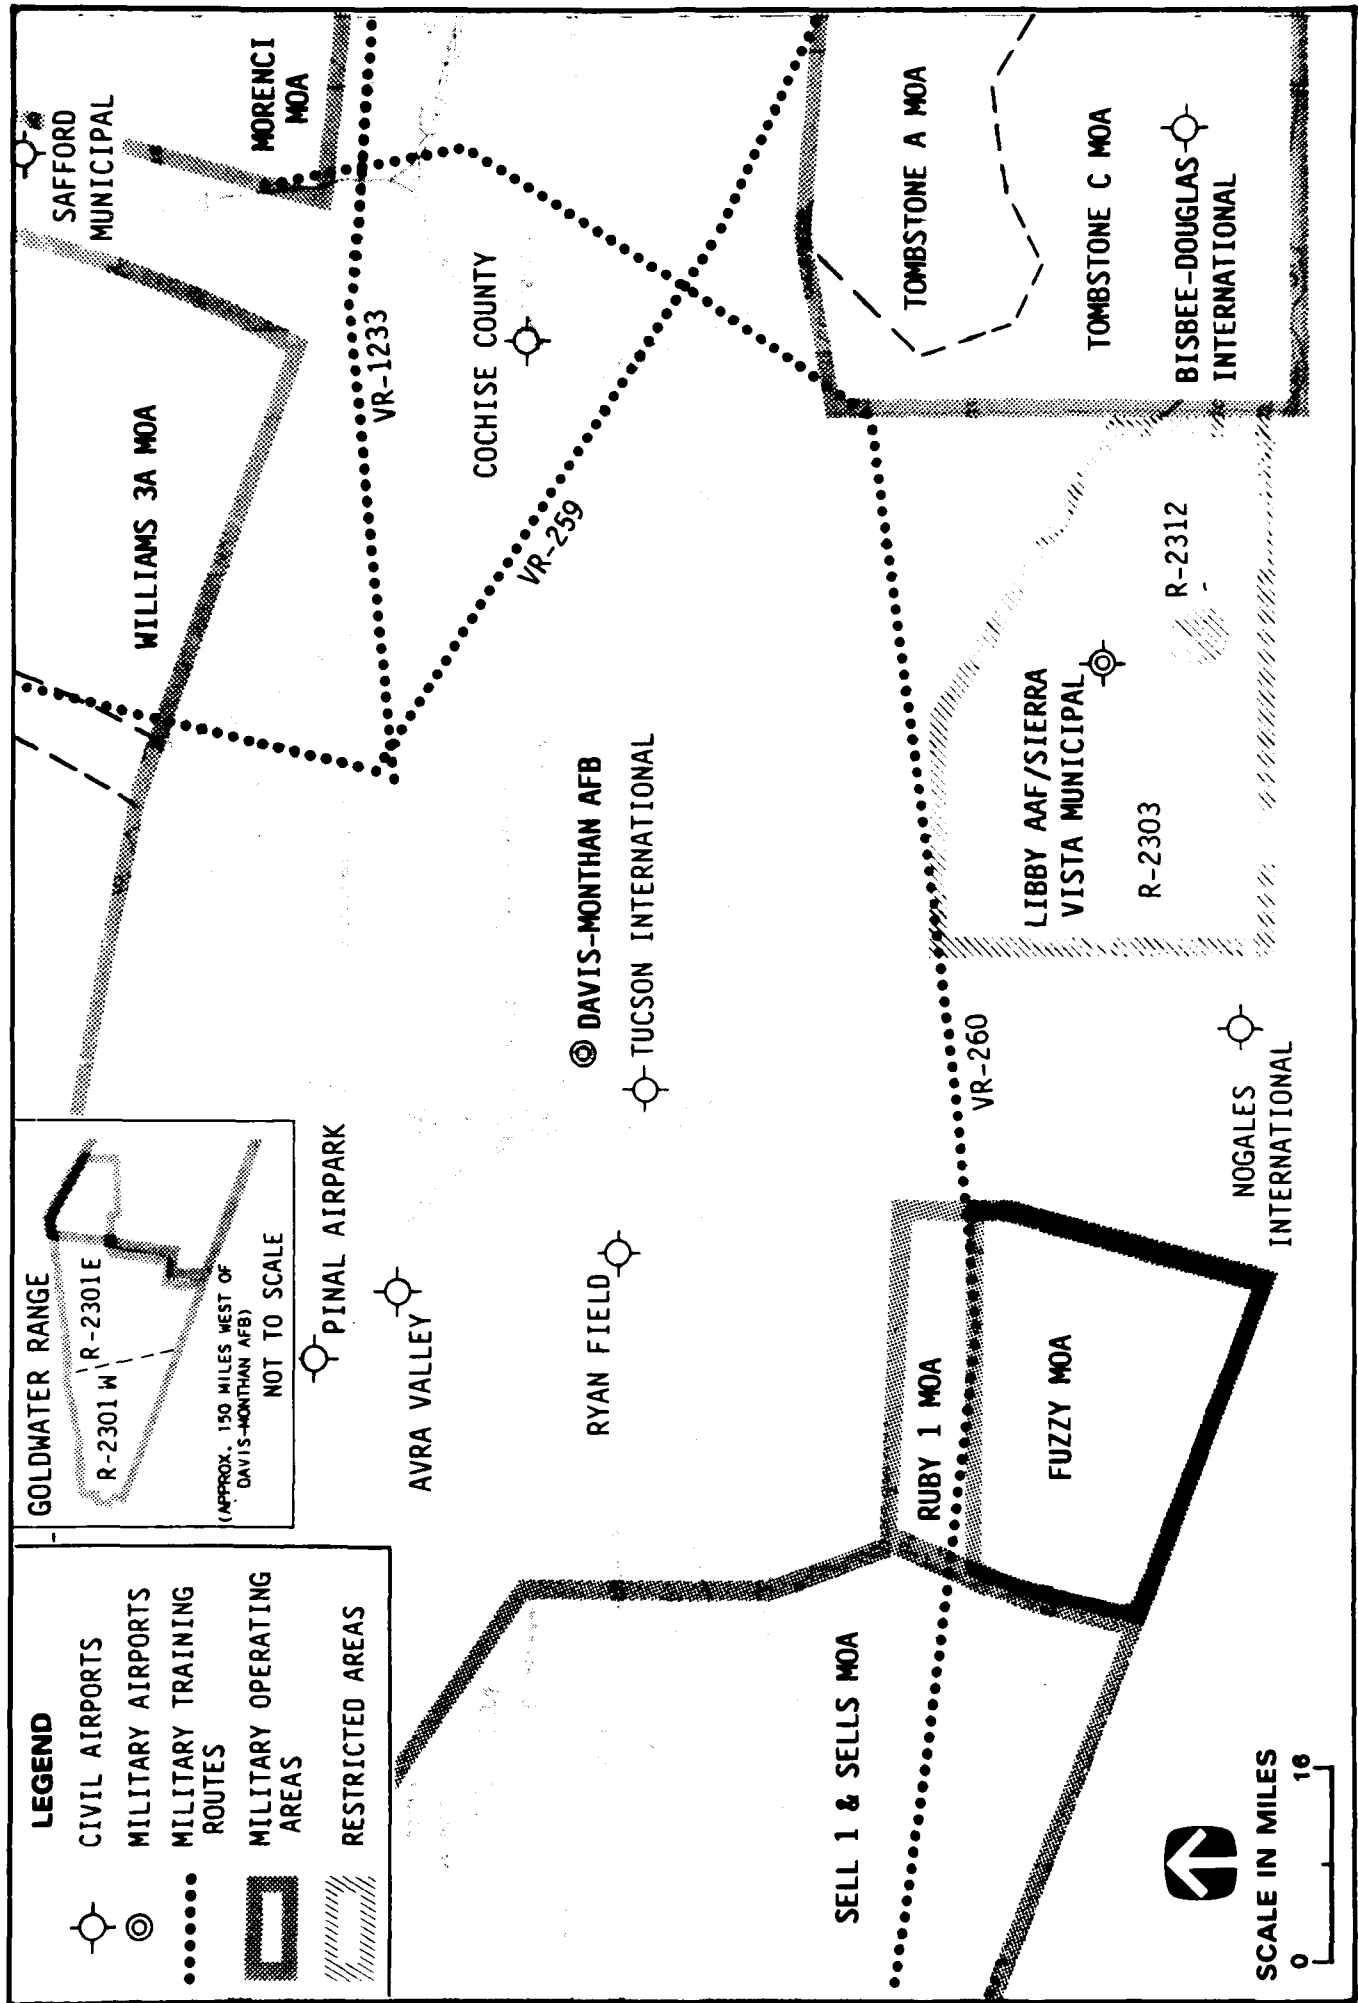 LEGEND
CIVIL AIRPORTS
MILITARY AIRPORTS
MILITARY TRAINING
ROUTES
MILITARY OPERATING
AREAS
RESTRICTED AREAS
GOLDWATER RANGE
R-2301 W
R-2301E
(APPROX. 150 MILES WEST OF
DAVIS-MONTHAN AFB)
NOT TO SCALE
SAFFORD
MUNICIPAL
WILLIAMS 3A MOA
MORENCI
MOA
PINAL AIRPARK
AVRA VALLEY
VR-1233
COCHISE COUNTY
VR-259
RYAN FIELD
DAVIS-MONTHAN AFB
TUCSON INTERNATIONAL
SELL 1 & SELLS MOA
RUBY 1 MOA
FUZZY MOA
VR-260
TOMBSTONE A MOA
TOMBSTONE C MOA
LIBBY AAF/SIERRA
VISTA MUNICIPAL
R-2303
R-2312
BISBEE-DOUGLAS
INTERNATIONAL
NOGALES
INTERNATIONAL
SCALE IN MILES
0 16